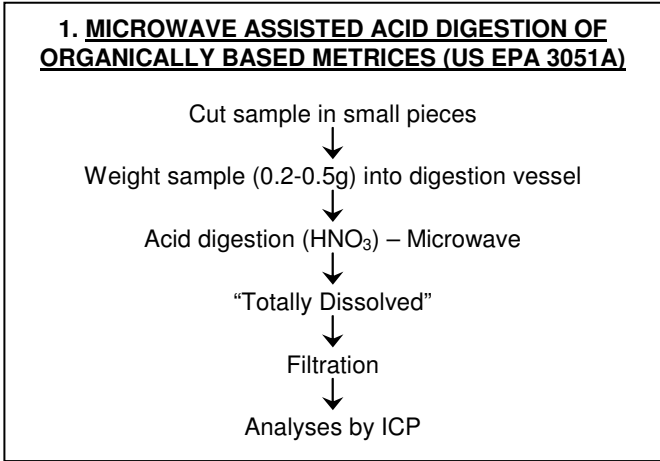 1. MICROWAVE ASSISTED ACID DIGESTION OF
ORGANICALLY BASED METRICES (US EPA 3051A)
Cut sample in small pieces
Weight sample (0.2-0.5g) into digestion vessel
Acid digestion (HNO₃) – Microwave
“Totally Dissolved”
Filtration
Analyses by ICP